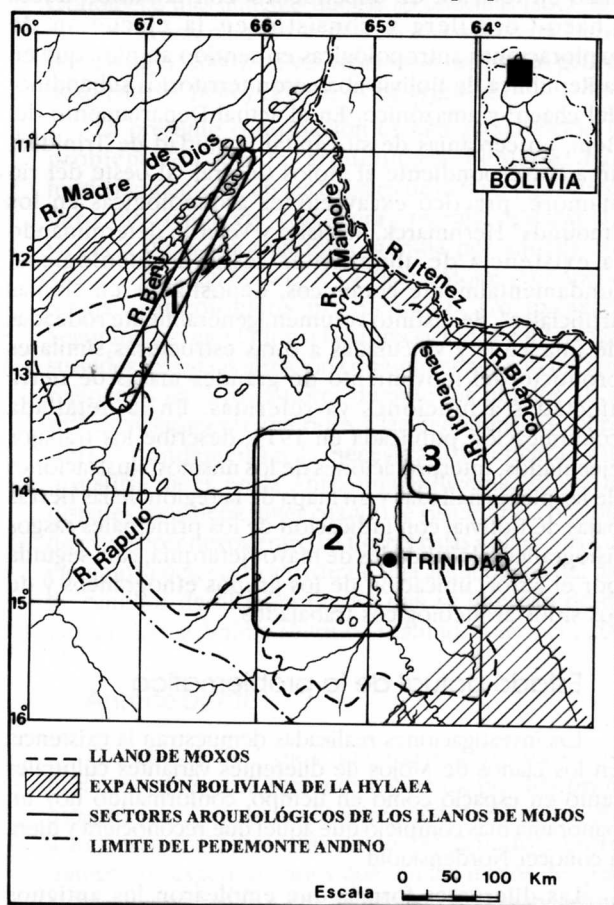 67° 66° 65° 64°
10°
11°
12°
13°
14°
15°
16°
BOLIVIA
R. Madre de Dios
R. Beni
R. Mamore
R. Itenez
R. Itonamas
R. Blanco
R. Rapulo
1
2
3
TRINIDAD
LLANO DE MOXOS
EXPANSIÓN BOLIVIANA DE LA HYLAEA
SECTORES ARQUEOLÓGICOS DE LOS LLANOS DE MOJOS
LIMITE DEL PEDEMONTE ANDINO
Escala 0 50 100 Km